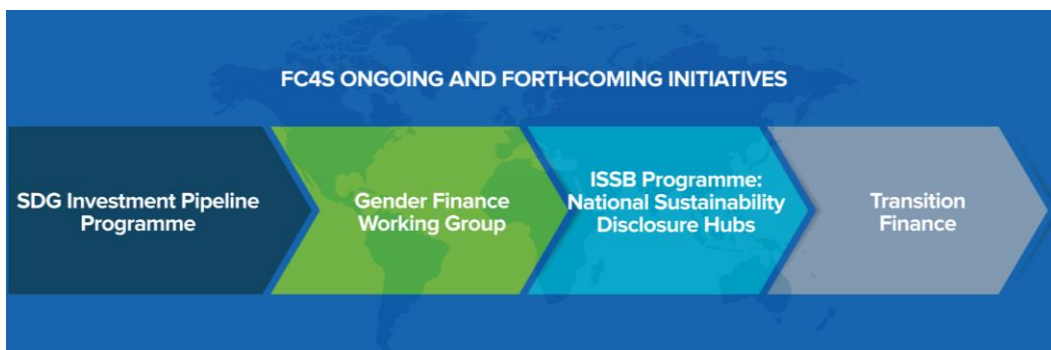 FC4S ONGOING AND FORTHCOMING INITIATIVES
SDG Investment Pipeline
Programme
Gender Finance
Working Group
ISSB Programme:
National Sustainability
Disclosure Hubs
Transition
Finance